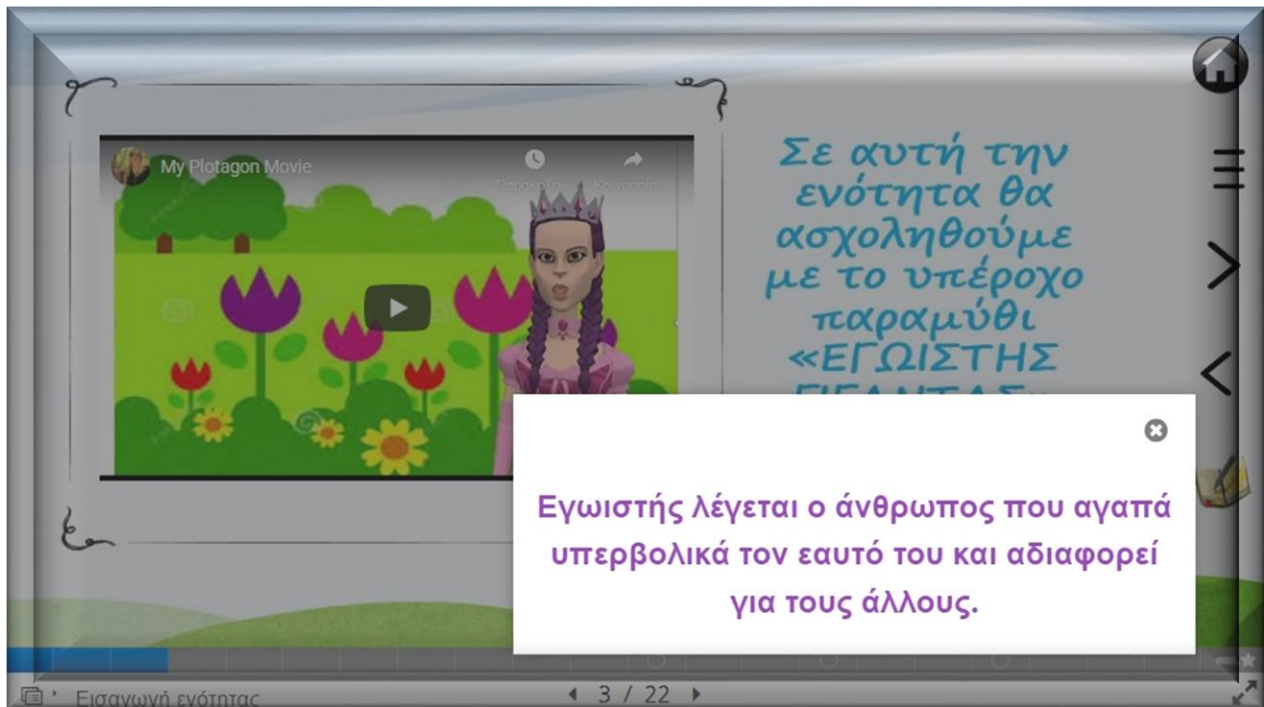 My Plotagon Movie
Σε αυτή την
ενότητα θα
ασχοληθούμε
με το υπέροχο
παραμύθι
«ΕΓΩΙΣΤΗΣ
Εγωιστής λέγεται ο άνθρωπος που αγαπά
υπερβολικά τον εαυτό του και αδιαφορεί
για τους άλλους.
Εισαγωγή ενότητας
3 / 22